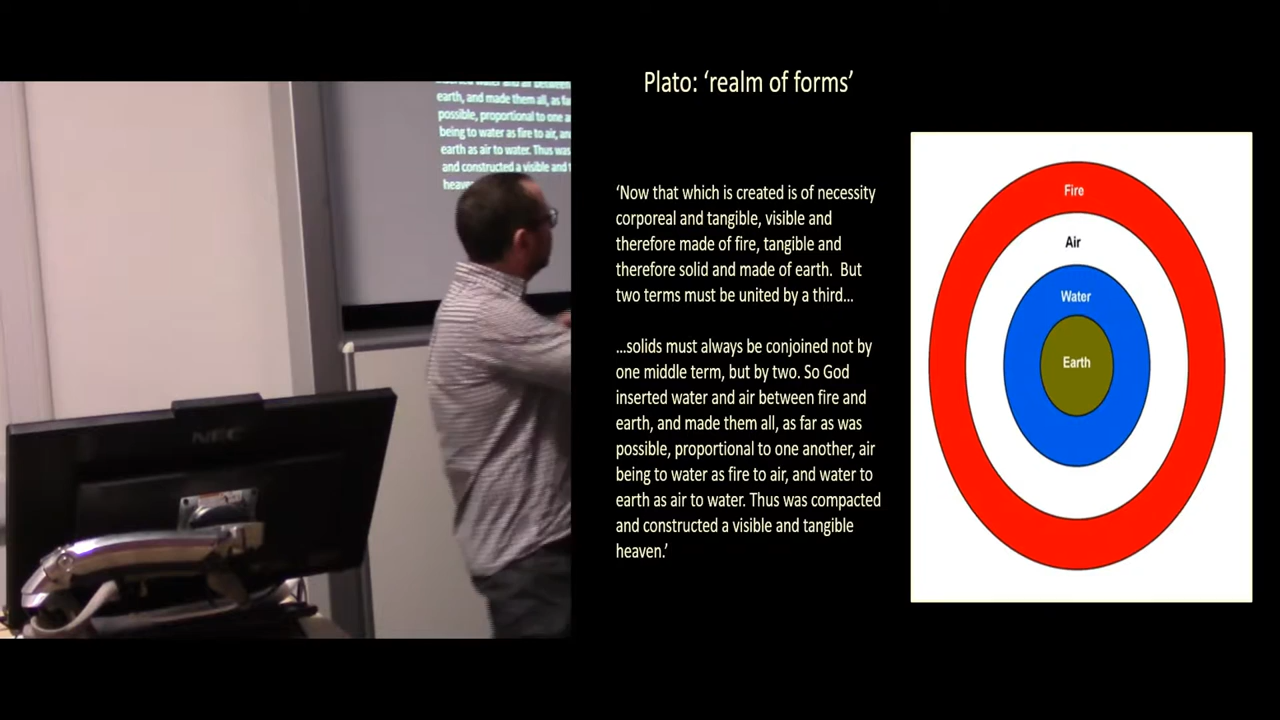 Plato: ‘realm of forms’
‘Now that which is created is of necessity
corporeal and tangible, visible and
therefore made of fire, tangible and
therefore solid and made of earth.  But
two terms must be united by a third…
…solids must always be conjoined not by
one middle term, but by two. So God
inserted water and air between fire and
earth, and made them all, as far as was
possible, proportional to one another, air
being to water as fire to air, and water to
earth as air to water. Thus was compacted
and constructed a visible and tangible
heaven.’
Fire
Air
Water
Earth
earth, and made them all, as fa
possible, proportional to one a
being to water as fire to air, an
earth as air to water. Thus was
and constructed a visible and t
heave
NEC